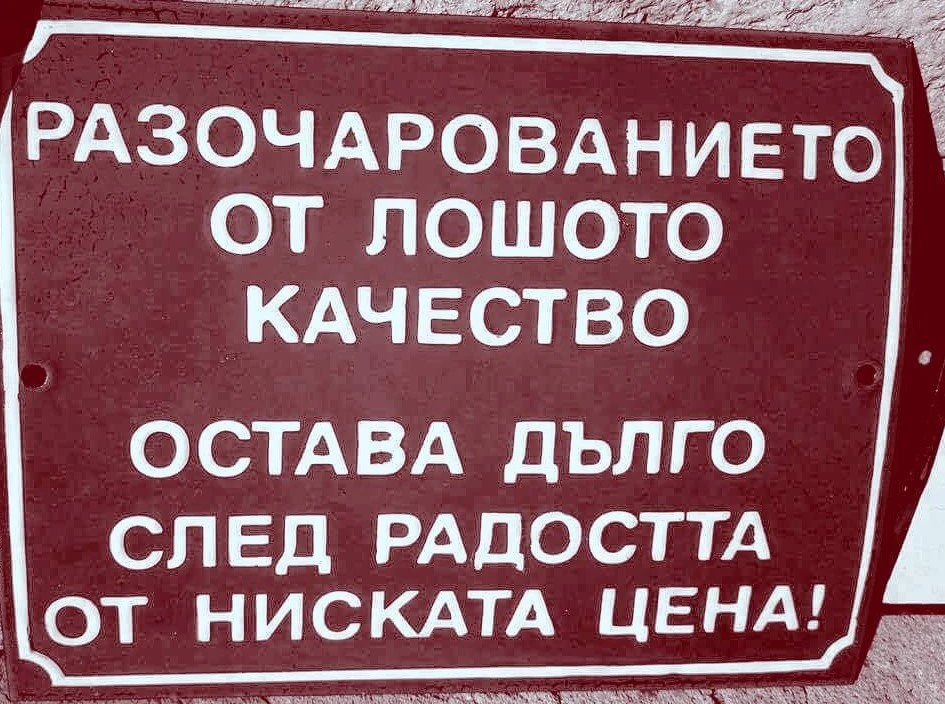 РАЗОЧАРОВАНИЕТО
ОТ ЛОШОТО
КАЧЕСТВО
ОСТАВА ДЪЛГО
СЛЕД РАДОСТТА
ОТ НИСКАТА ЦЕНА!